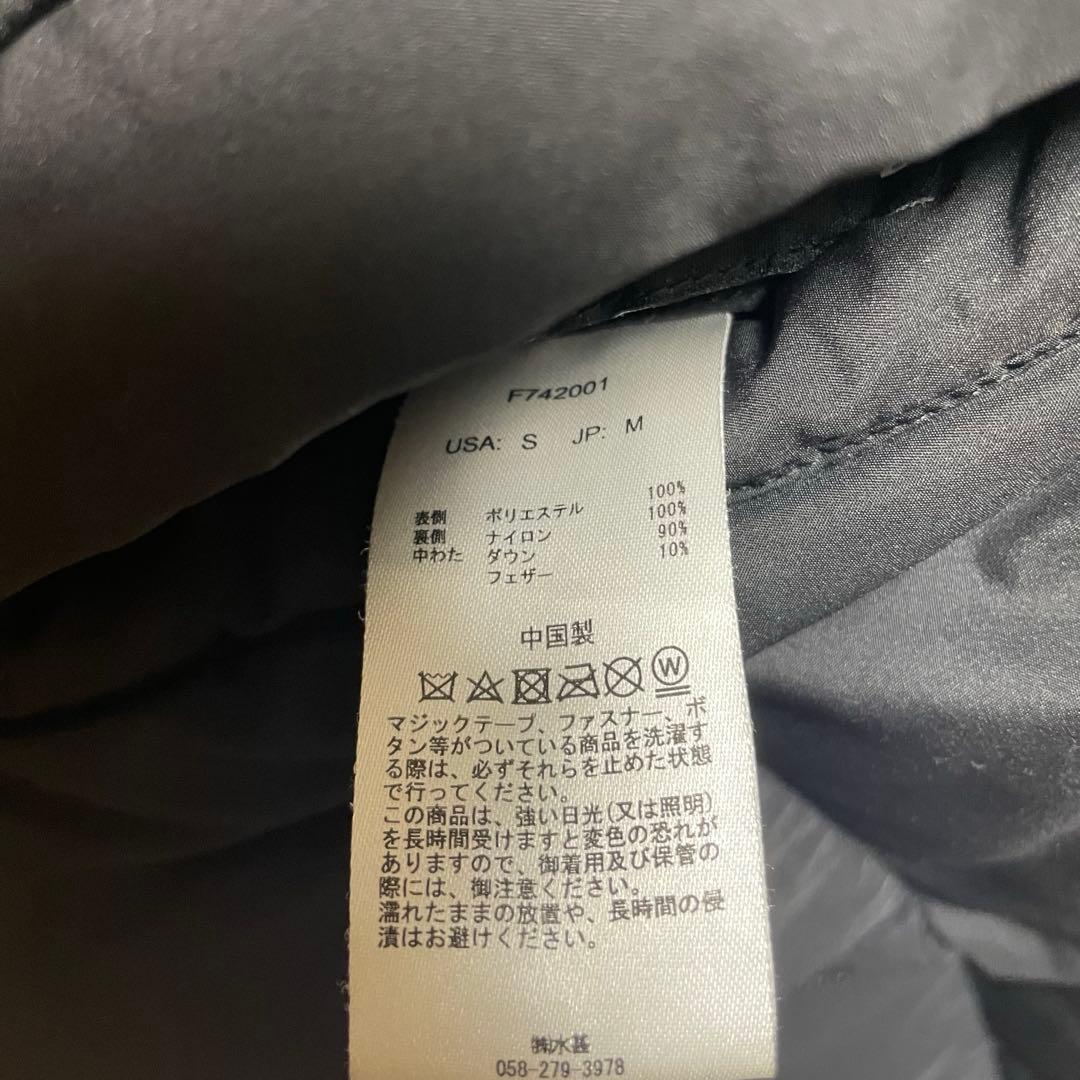 F742001
USA: S JP: M
表側 ポリエステル 100%
裏側 ナイロン 100%
中わた ダウン 90%
フェザー 10%
中国製
W
マジックテープ、ファスナー、ボ
タン等がついている商品を洗濯す
る際は、必ずそれらを止めた状態
で行ってください。
この商品は、強い日光(又は照明)
を長時間受けますと変色の恐れが
ありますので、御着用及び保管の
際には、御注意ください。
濡れたままの放置や、長時間の浸
漬はお避けください。
㈱水甚
058-279-3978